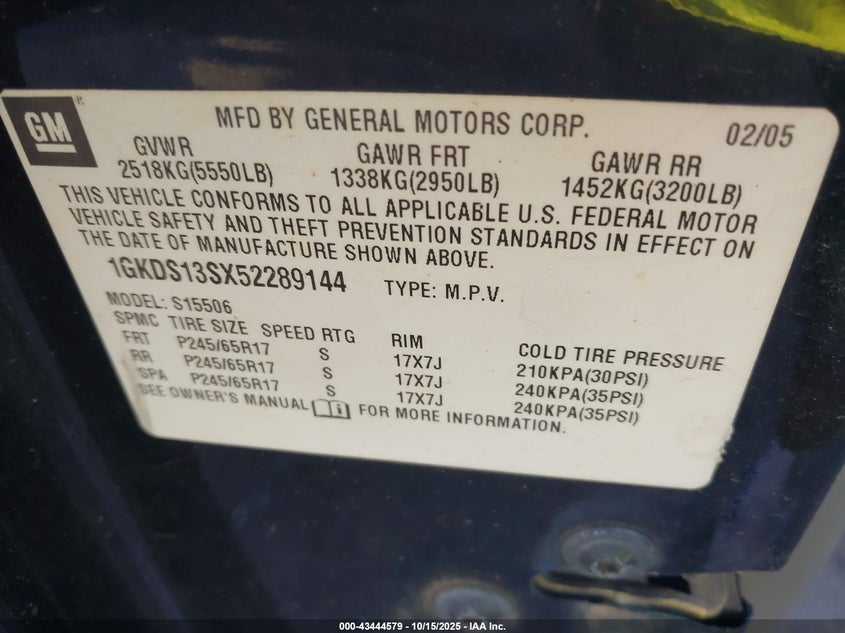 GM
MFD BY GENERAL MOTORS CORP. 02/05
GVWR GAWR FRT GAWR RR
2518KG(5550LB) 1338KG(2950LB) 1452KG(3200LB)
THIS VEHICLE CONFORMS TO ALL APPLICABLE U.S. FEDERAL MOTOR
VEHICLE SAFETY AND THEFT PREVENTION STANDARDS IN EFFECT ON
THE DATE OF MANUFACTURE SHOWN ABOVE.
1GKDS13SX52289144 TYPE: M.P.V.
MODEL: S15506
SPMC TIRE SIZE SPEED RTG RIM COLD TIRE PRESSURE
FRT P245/65R17 S 17X7J 210KPA(30PSI)
RR P245/65R17 S 17X7J 240KPA(35PSI)
SPA P245/65R17 S 17X7J 240KPA(35PSI)
SEE OWNER'S MANUAL FOR MORE INFORMATION.
000-43444579 - 10/15/2025 - IAA Inc.